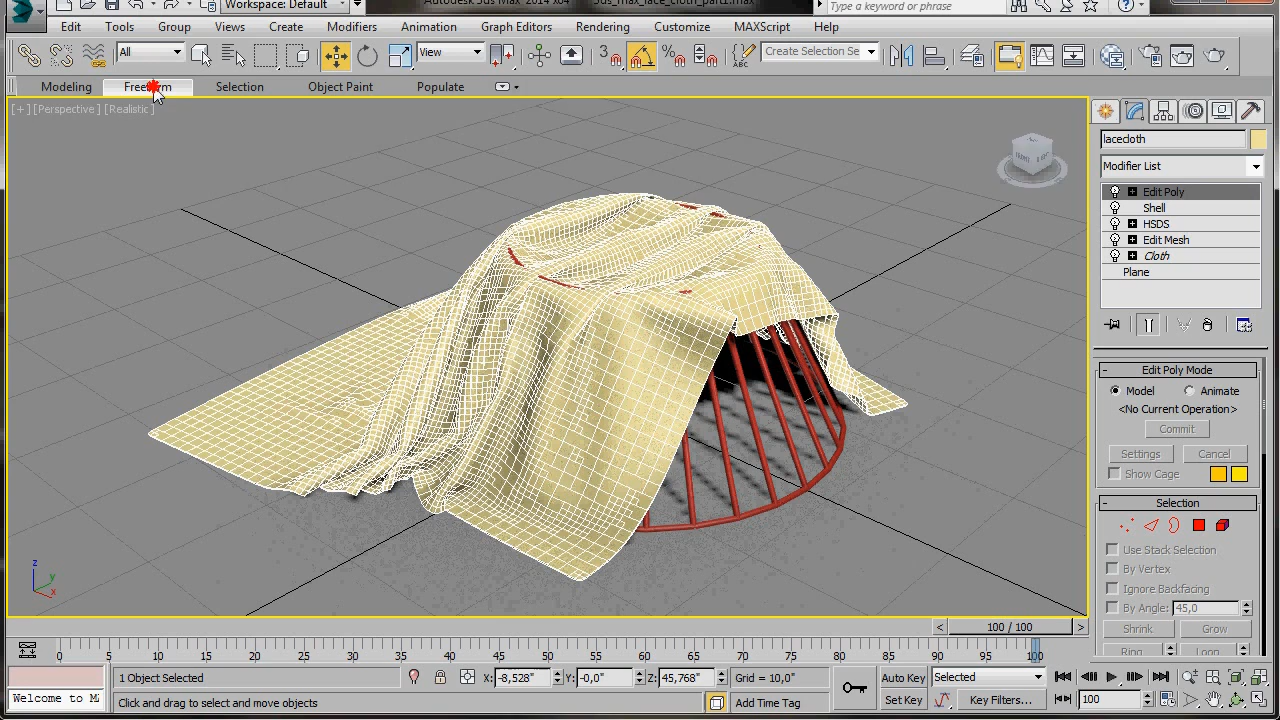 Workspace: Default
Autodesk 3ds Max 2014 x64 3ds_max_lace_cloth_part1.max
Type a keyword or phrase
Edit Tools Group Views Create Modifiers Animation Graph Editors Rendering Customize MAXScript Help
All View 3 Create Selection Se
Modeling Freeform Selection Object Paint Populate
[+] [Perspective] [Realistic]
lacecloth
Modifier List
Edit Poly
Shell
HSDS
Edit Mesh
Cloth
Plane
Edit Poly Mode
Model Animate
<No Current Operation>
Commit
Settings Cancel
Show Cage
Selection
Use Stack Selection
By Vertex
Ignore Backfacing
By Angle: 45,0
Shrink Grow
Ring Loop
z
y
x
< 100 / 100 >
0 5 10 15 20 25 30 35 40 45 50 55 60 65 70 75 80 85 90 95 100
1 Object Selected X: -8,528" Y: -0,0" Z: 45,768" Grid = 10,0" Auto Key Selected
Welcome to M Click and drag to select and move objects Add Time Tag Set Key Key Filters... 100